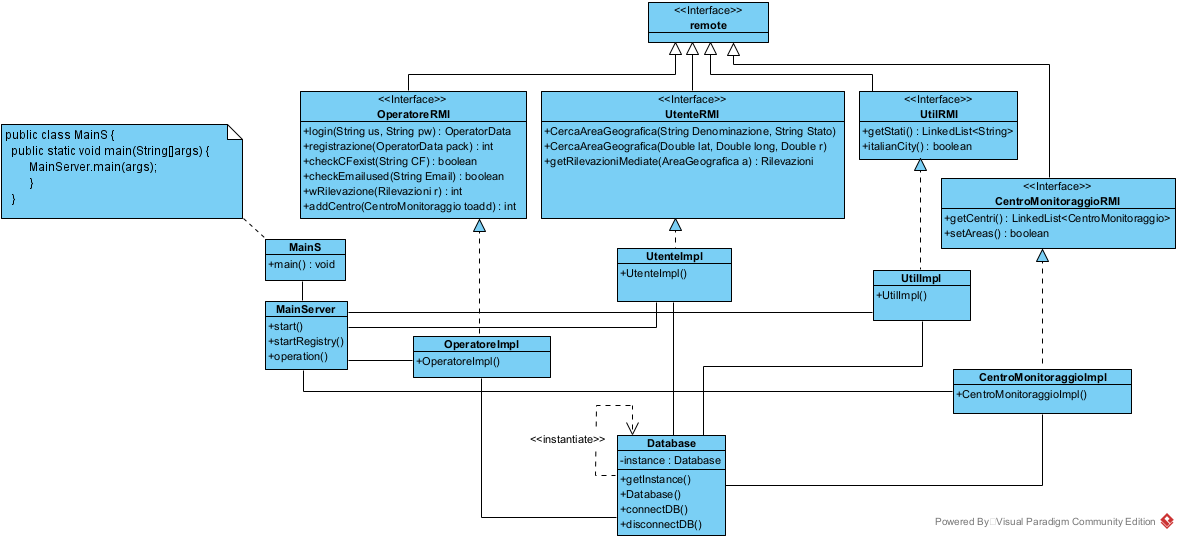 <<Interface>>
remote
<<Interface>>
OperatoreRMI
+login(String us, String pw) : OperatorData
+registrazione(OperatorData pack) : int
+checkCFexist(String CF) : boolean
+checkEmailused(String Email) : boolean
+wRilevazione(Rilevazioni r) : int
+addCentro(CentroMonitoraggio toadd) : int
<<Interface>>
UtenteRMI
+CercaAreaGeografica(String Denominazione, String Stato)
+CercaAreaGeografica(Double lat, Double long, Double r)
+getRilevazioniMediate(AreaGeografica a) : Rilevazioni
<<Interface>>
UtilRMI
+getStati() : LinkedList<String>
+italianCity() : boolean
public class MainS {
public static void main(String[]args) {
MainServer.main(args);
}
}
<<Interface>>
CentroMonitoraggioRMI
+getCentri() : LinkedList<CentroMonitoraggio>
+setAreas() : boolean
MainS
+main() : void
UtenteImpl
+UtenteImpl()
UtilImpl
+UtilImpl()
MainServer
+start()
+startRegistry()
+operation()
OperatoreImpl
+OperatoreImpl()
CentroMonitoraggioImpl
+CentroMonitoraggioImpl()
<<instantiate>>
Database
-instance : Database
+getInstance()
+Database()
+connectDB()
+disconnectDB()
Powered By Visual Paradigm Community Edition